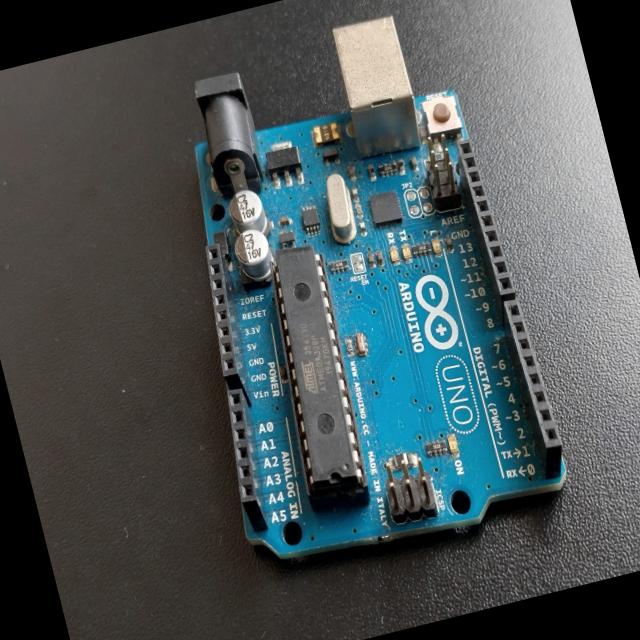 16V
16V
IOREF
RESET
3.3V
5V
GND
GND
Vin
POWER
A0
A1
A2
A3
A4
A5
ANALOG IN
RESET
RX
TX
AREF
GND
13
12
~11
~10
~9
8
7
~6
~5
4
~3
2
TX→1
RX←0
DIGITAL (PWM~)
ARDUINO
UNO
ATMEL
WWW.ARDUINO.CC - MADE IN ITALY
ON
ICSP